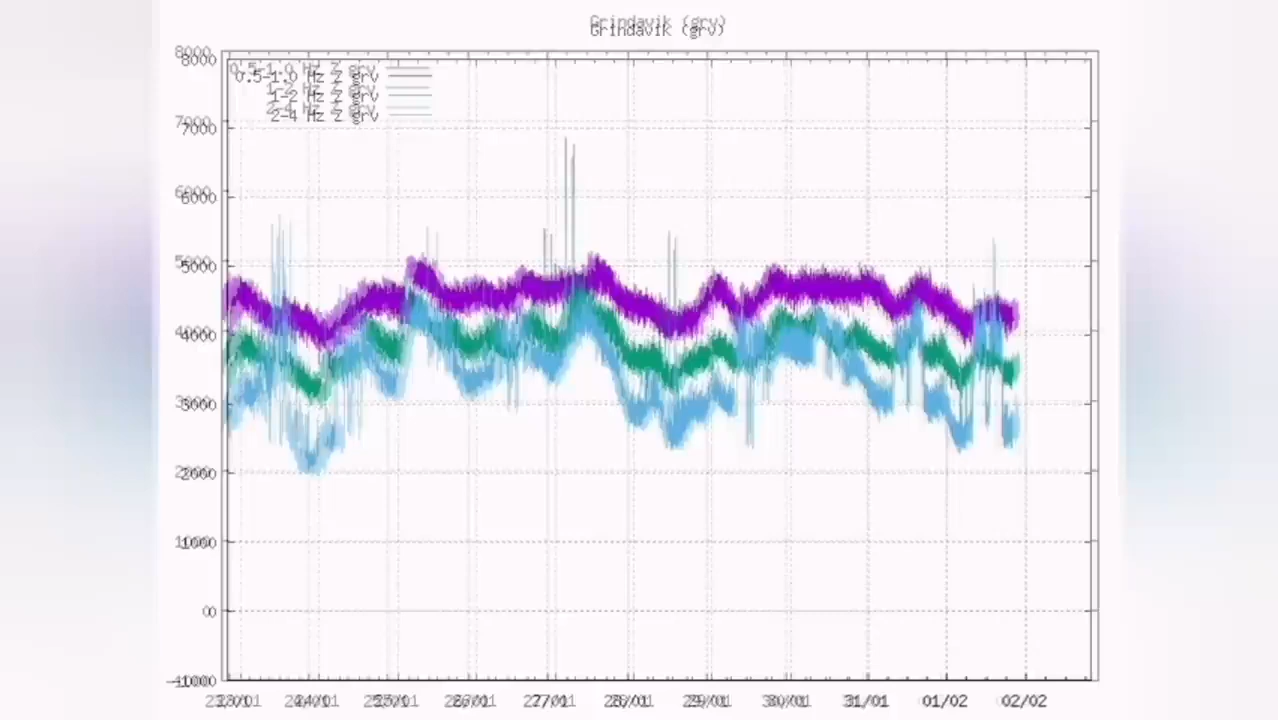 Grindavik (grv)
0.5-1.0 Hz Z grv
1-2 Hz Z grv
2-4 Hz Z grv
8000
7000
6000
5000
4000
3000
2000
1000
0
-1000
23/01 24/01 25/01 26/01 27/01 28/01 29/01 30/01 31/01 01/02 02/02